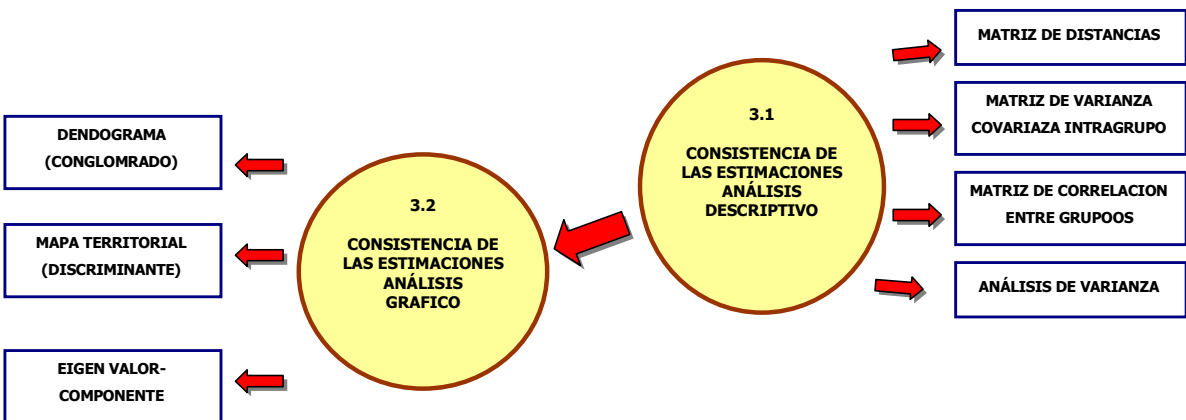 MATRIZ DE DISTANCIAS
MATRIZ DE VARIANZA
COVARIAZA INTRAGRUPO
MATRIZ DE CORRELACION
ENTRE GRUPOOS
ANÁLISIS DE VARIANZA
3.1
CONSISTENCIA DE
LAS ESTIMACIONES
ANÁLISIS
DESCRIPTIVO
3.2
CONSISTENCIA DE
LAS ESTIMACIONES
ANÁLISIS
GRAFICO
DENDOGRAMA
(CONGLOMRADO)
MAPA TERRITORIAL
(DISCRIMINANTE)
EIGEN VALOR-
COMPONENTE